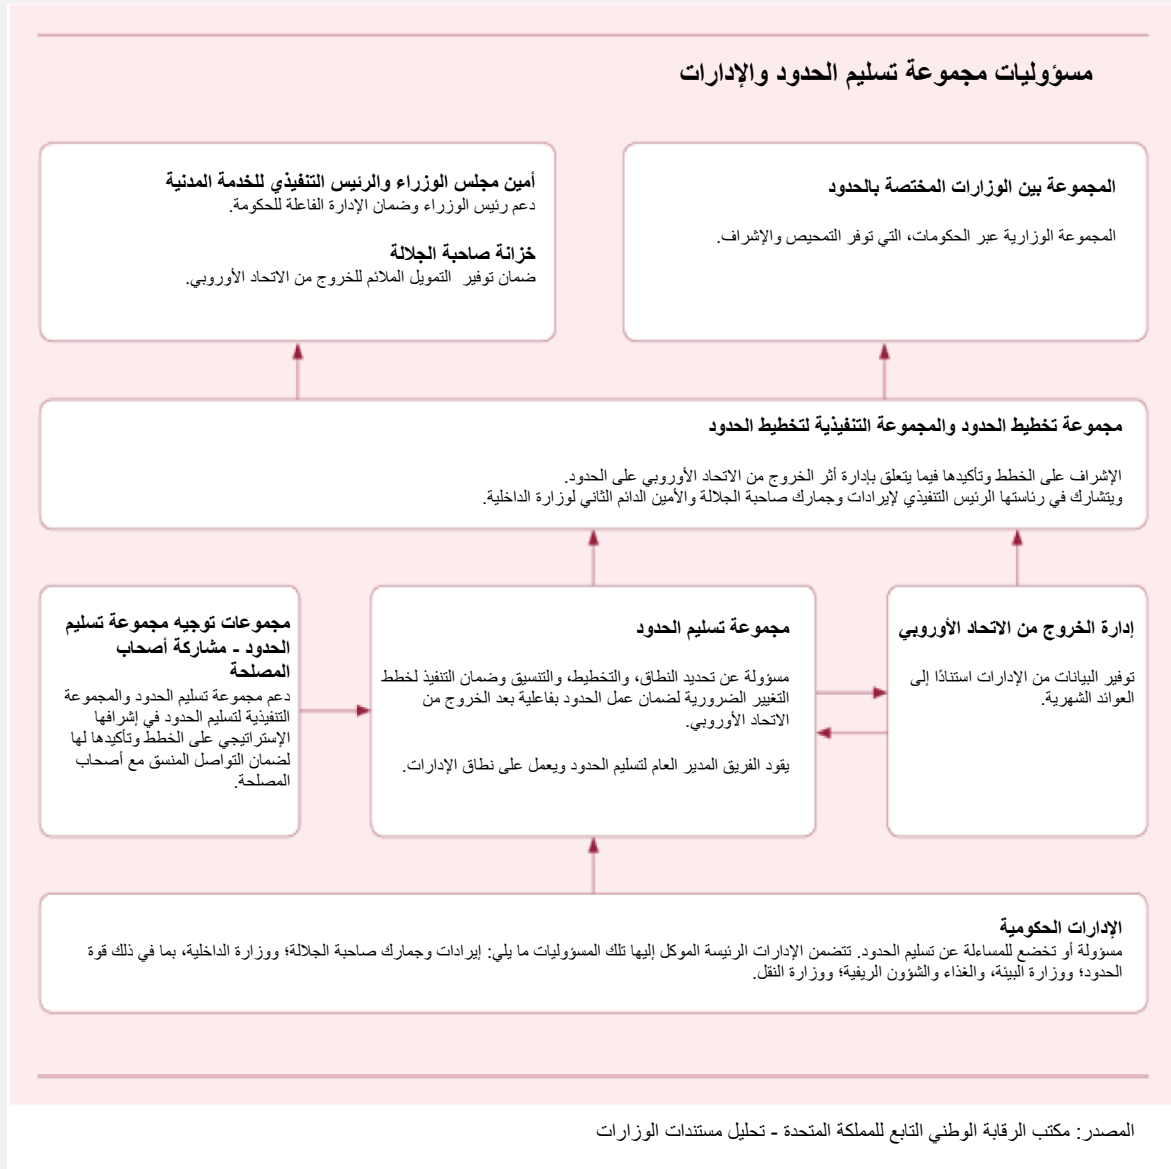 مسؤوليات مجموعة تسليم الحدود والإدارات
المجموعة بين الوزارات المختصة بالحدود
المجموعة الوزارية عبر الحكومات، التي توفر التمحيص والإشراف.
أمين مجلس الوزراء والرئيس التنفيذي للخدمة المدنية
دعم رئيس الوزراء وضمان الإدارة الفاعلة للحكومة.
خزانة صاحبة الجلالة
ضمان توفير التمويل الملائم للخروج من الاتحاد الأوروبي.
مجموعة تخطيط الحدود والمجموعة التنفيذية لتخطيط الحدود
الإشراف على الخطط وتأكيدها فيما يتعلق بإدارة أثر الخروج من الاتحاد الأوروبي على الحدود.
ويتشارك في رئاستها الرئيس التنفيذي لإيرادات وجمارك صاحبة الجلالة والأمين الدائم الثاني لوزارة الداخلية.
إدارة الخروج من الاتحاد الأوروبي
توفير البيانات من الإدارات استنادًا إلى
العوائد الشهرية.
مجموعة تسليم الحدود
مسؤولة عن تحديد النطاق، والتخطيط، والتنسيق وضمان التنفيذ لخطط
التغيير الضرورية لضمان عمل الحدود بفاعلية بعد الخروج من
الاتحاد الأوروبي.
يقود الفريق المدير العام لتسليم الحدود ويعمل على نطاق الإدارات.
مجموعات توجيه مجموعة تسليم
الحدود - مشاركة أصحاب
المصلحة
دعم مجموعة تسليم الحدود والمجموعة
التنفيذية لتسليم الحدود في إشرافها
الإستراتيجي على الخطط وتأكيدها لها
لضمان التواصل المنسق مع أصحاب
المصلحة.
الإدارات الحكومية
مسؤولة أو تخضع للمساءلة عن تسليم الحدود. تتضمن الإدارات الرئيسة الموكل إليها تلك المسؤوليات ما يلي: إيرادات وجمارك صاحبة الجلالة؛ ووزارة الداخلية، بما في ذلك قوة
الحدود؛ ووزارة البيئة، والغذاء والشؤون الريفية؛ ووزارة النقل.
المصدر: مكتب الرقابة الوطني التابع للمملكة المتحدة - تحليل مستندات الوزارات